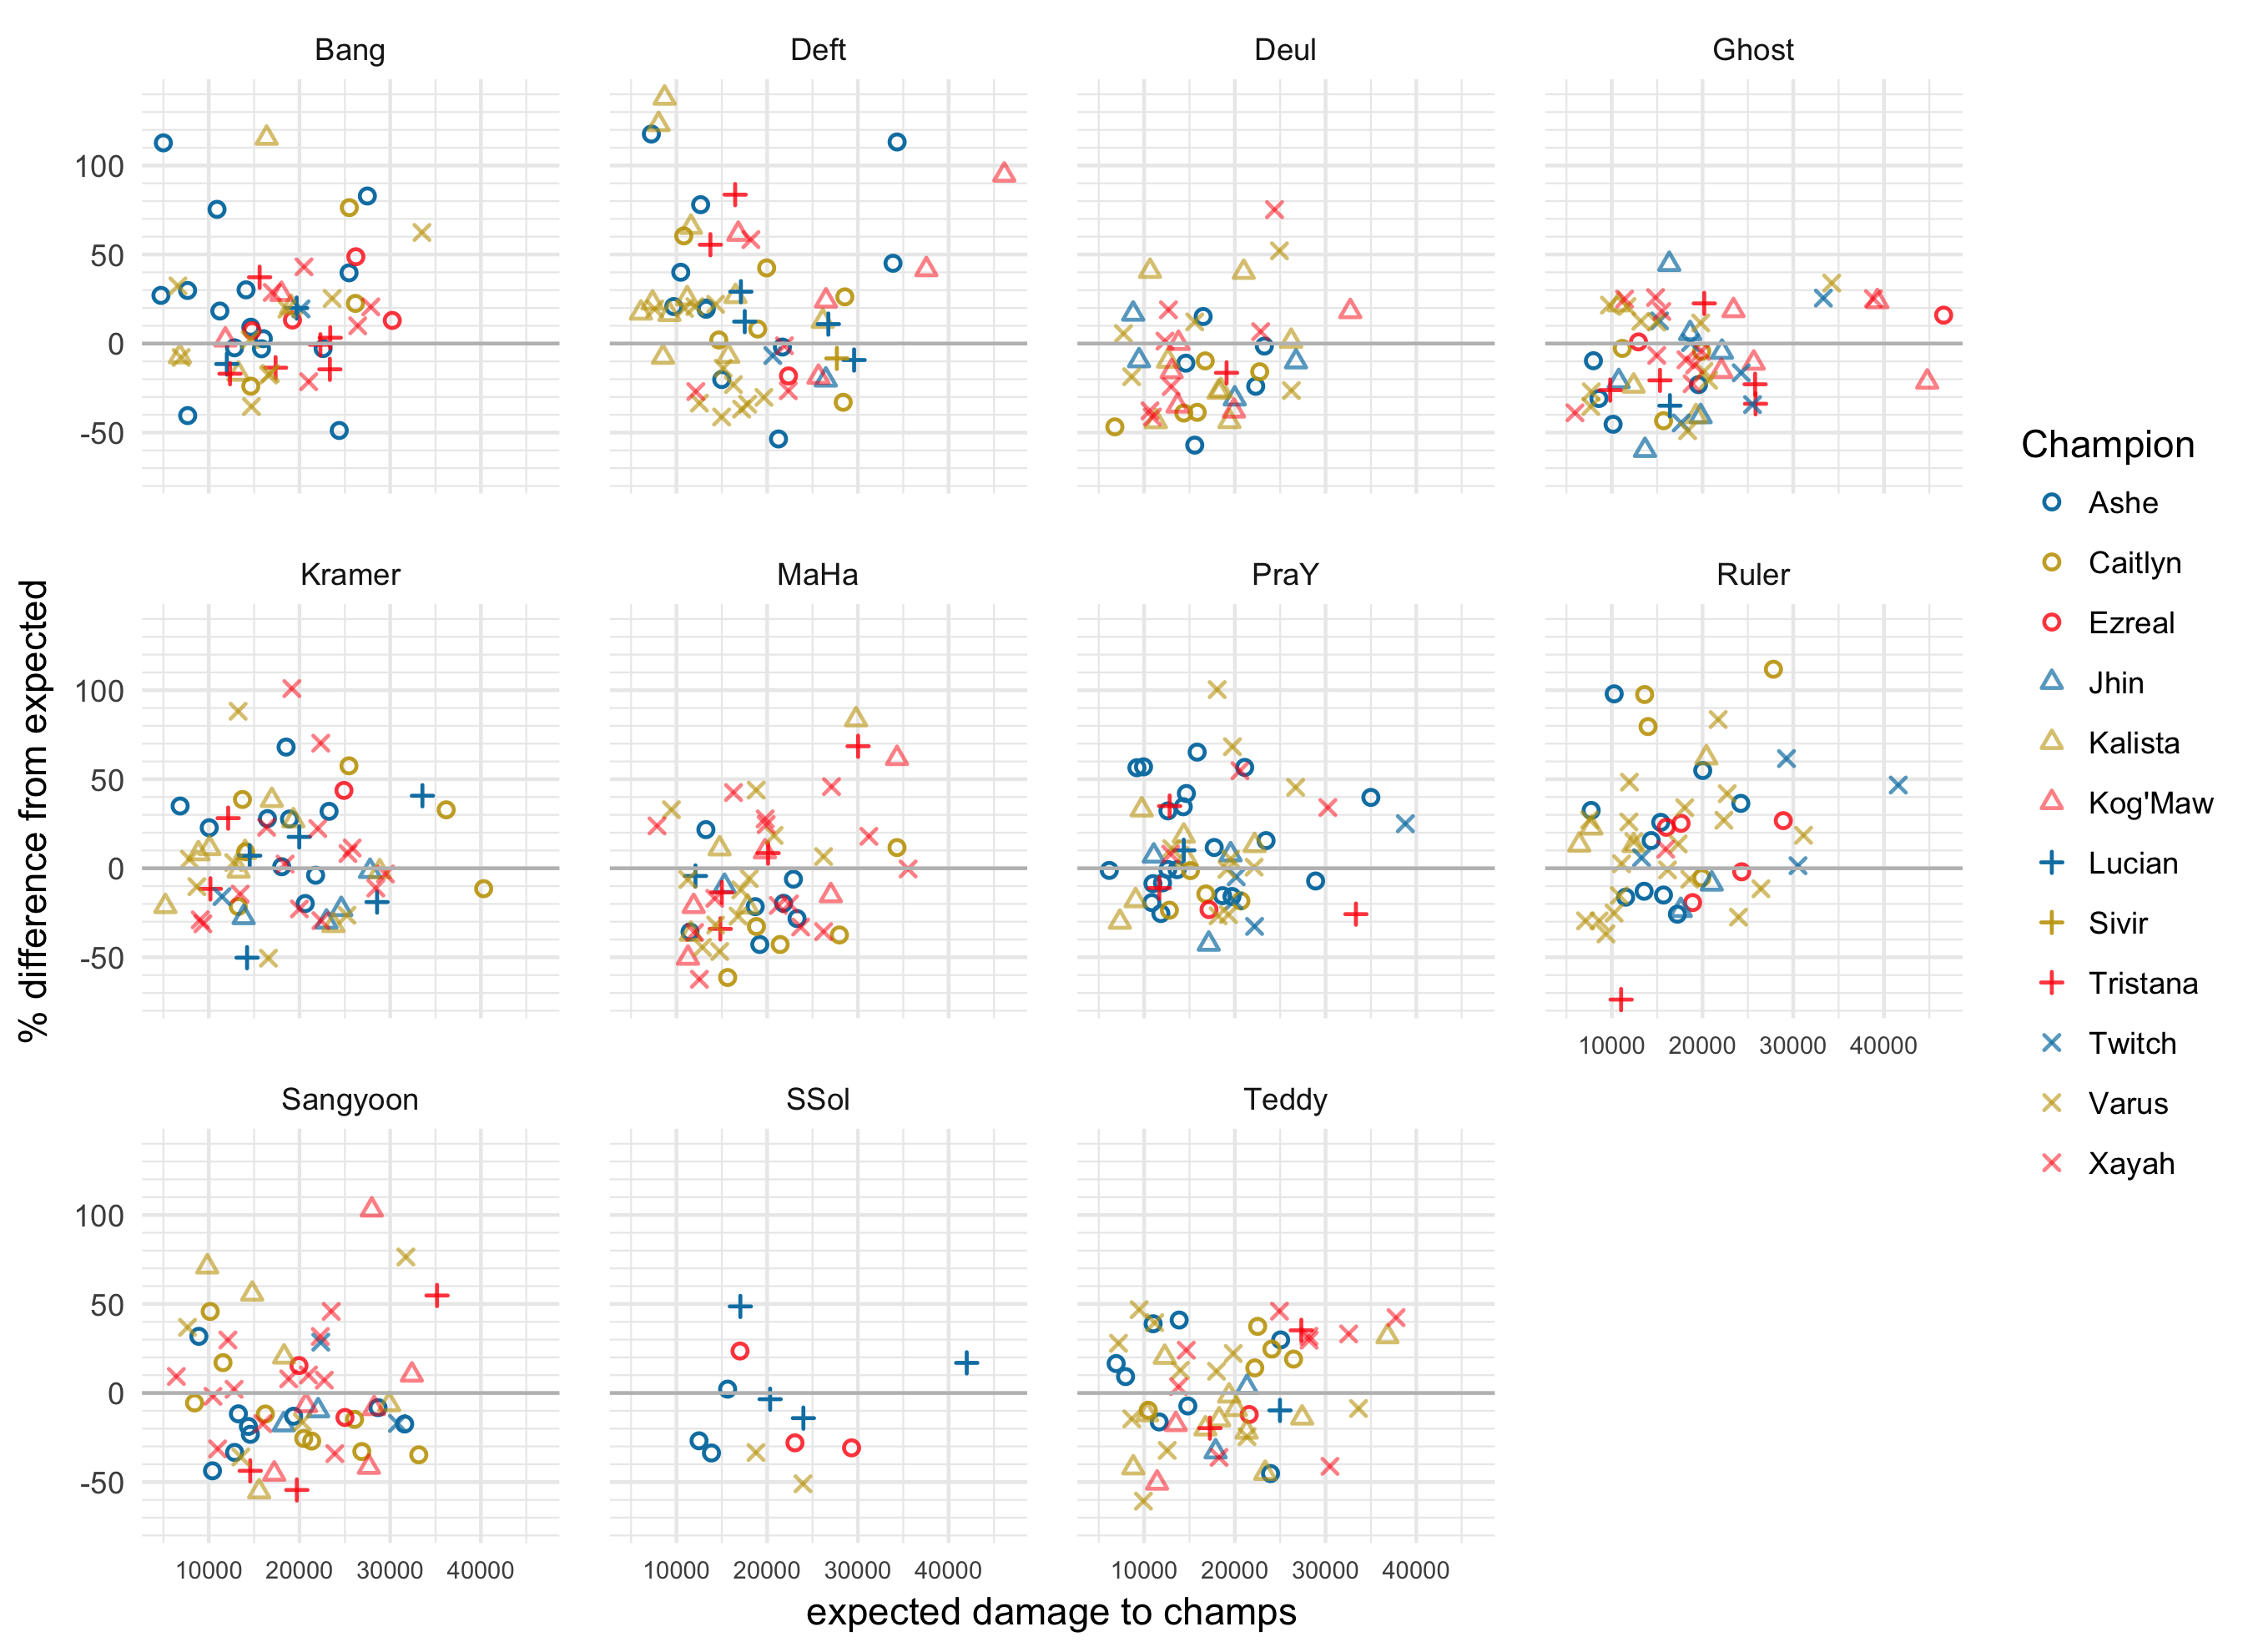 Bang Deft Deul Ghost
100
50
0
-50
Kramer MaHa PraY Ruler
100
50
0
-50
10000 20000 30000 40000
Sangyoon SSol Teddy
100
50
0
-50
10000 20000 30000 40000 10000 20000 30000 40000 10000 20000 30000 40000
expected damage to champs
% difference from expected
Champion
Ashe
Caitlyn
Ezreal
Jhin
Kalista
Kog'Maw
Lucian
Sivir
Tristana
Twitch
Varus
Xayah